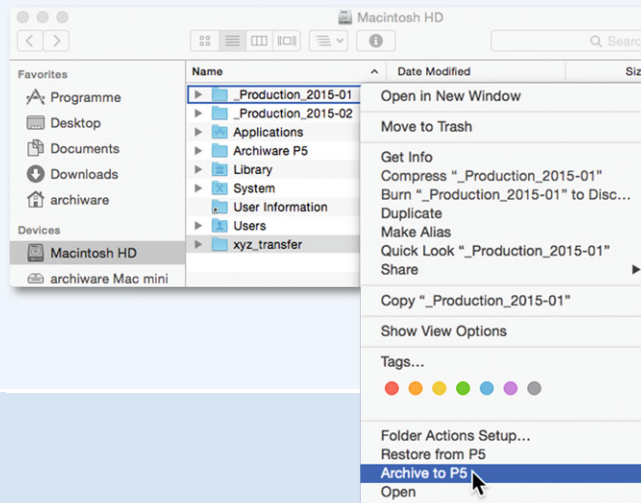 Macintosh HD
Searc
Favorites
Programme
Desktop
Documents
Downloads
archiware
Devices
Macintosh HD
archiware Mac mini
Name
Date Modified
Siz
_Production_2015-01
_Production_2015-02
Applications
Archiware P5
Library
System
User Information
Users
xyz_transfer
Open in New Window
Move to Trash
Get Info
Compress “_Production_2015-01”
Burn “_Production_2015-01” to Disc...
Duplicate
Make Alias
Quick Look “_Production_2015-01”
Share
Copy “_Production_2015-01”
Show View Options
Tags...
Folder Actions Setup...
Restore from P5
Archive to P5
Open